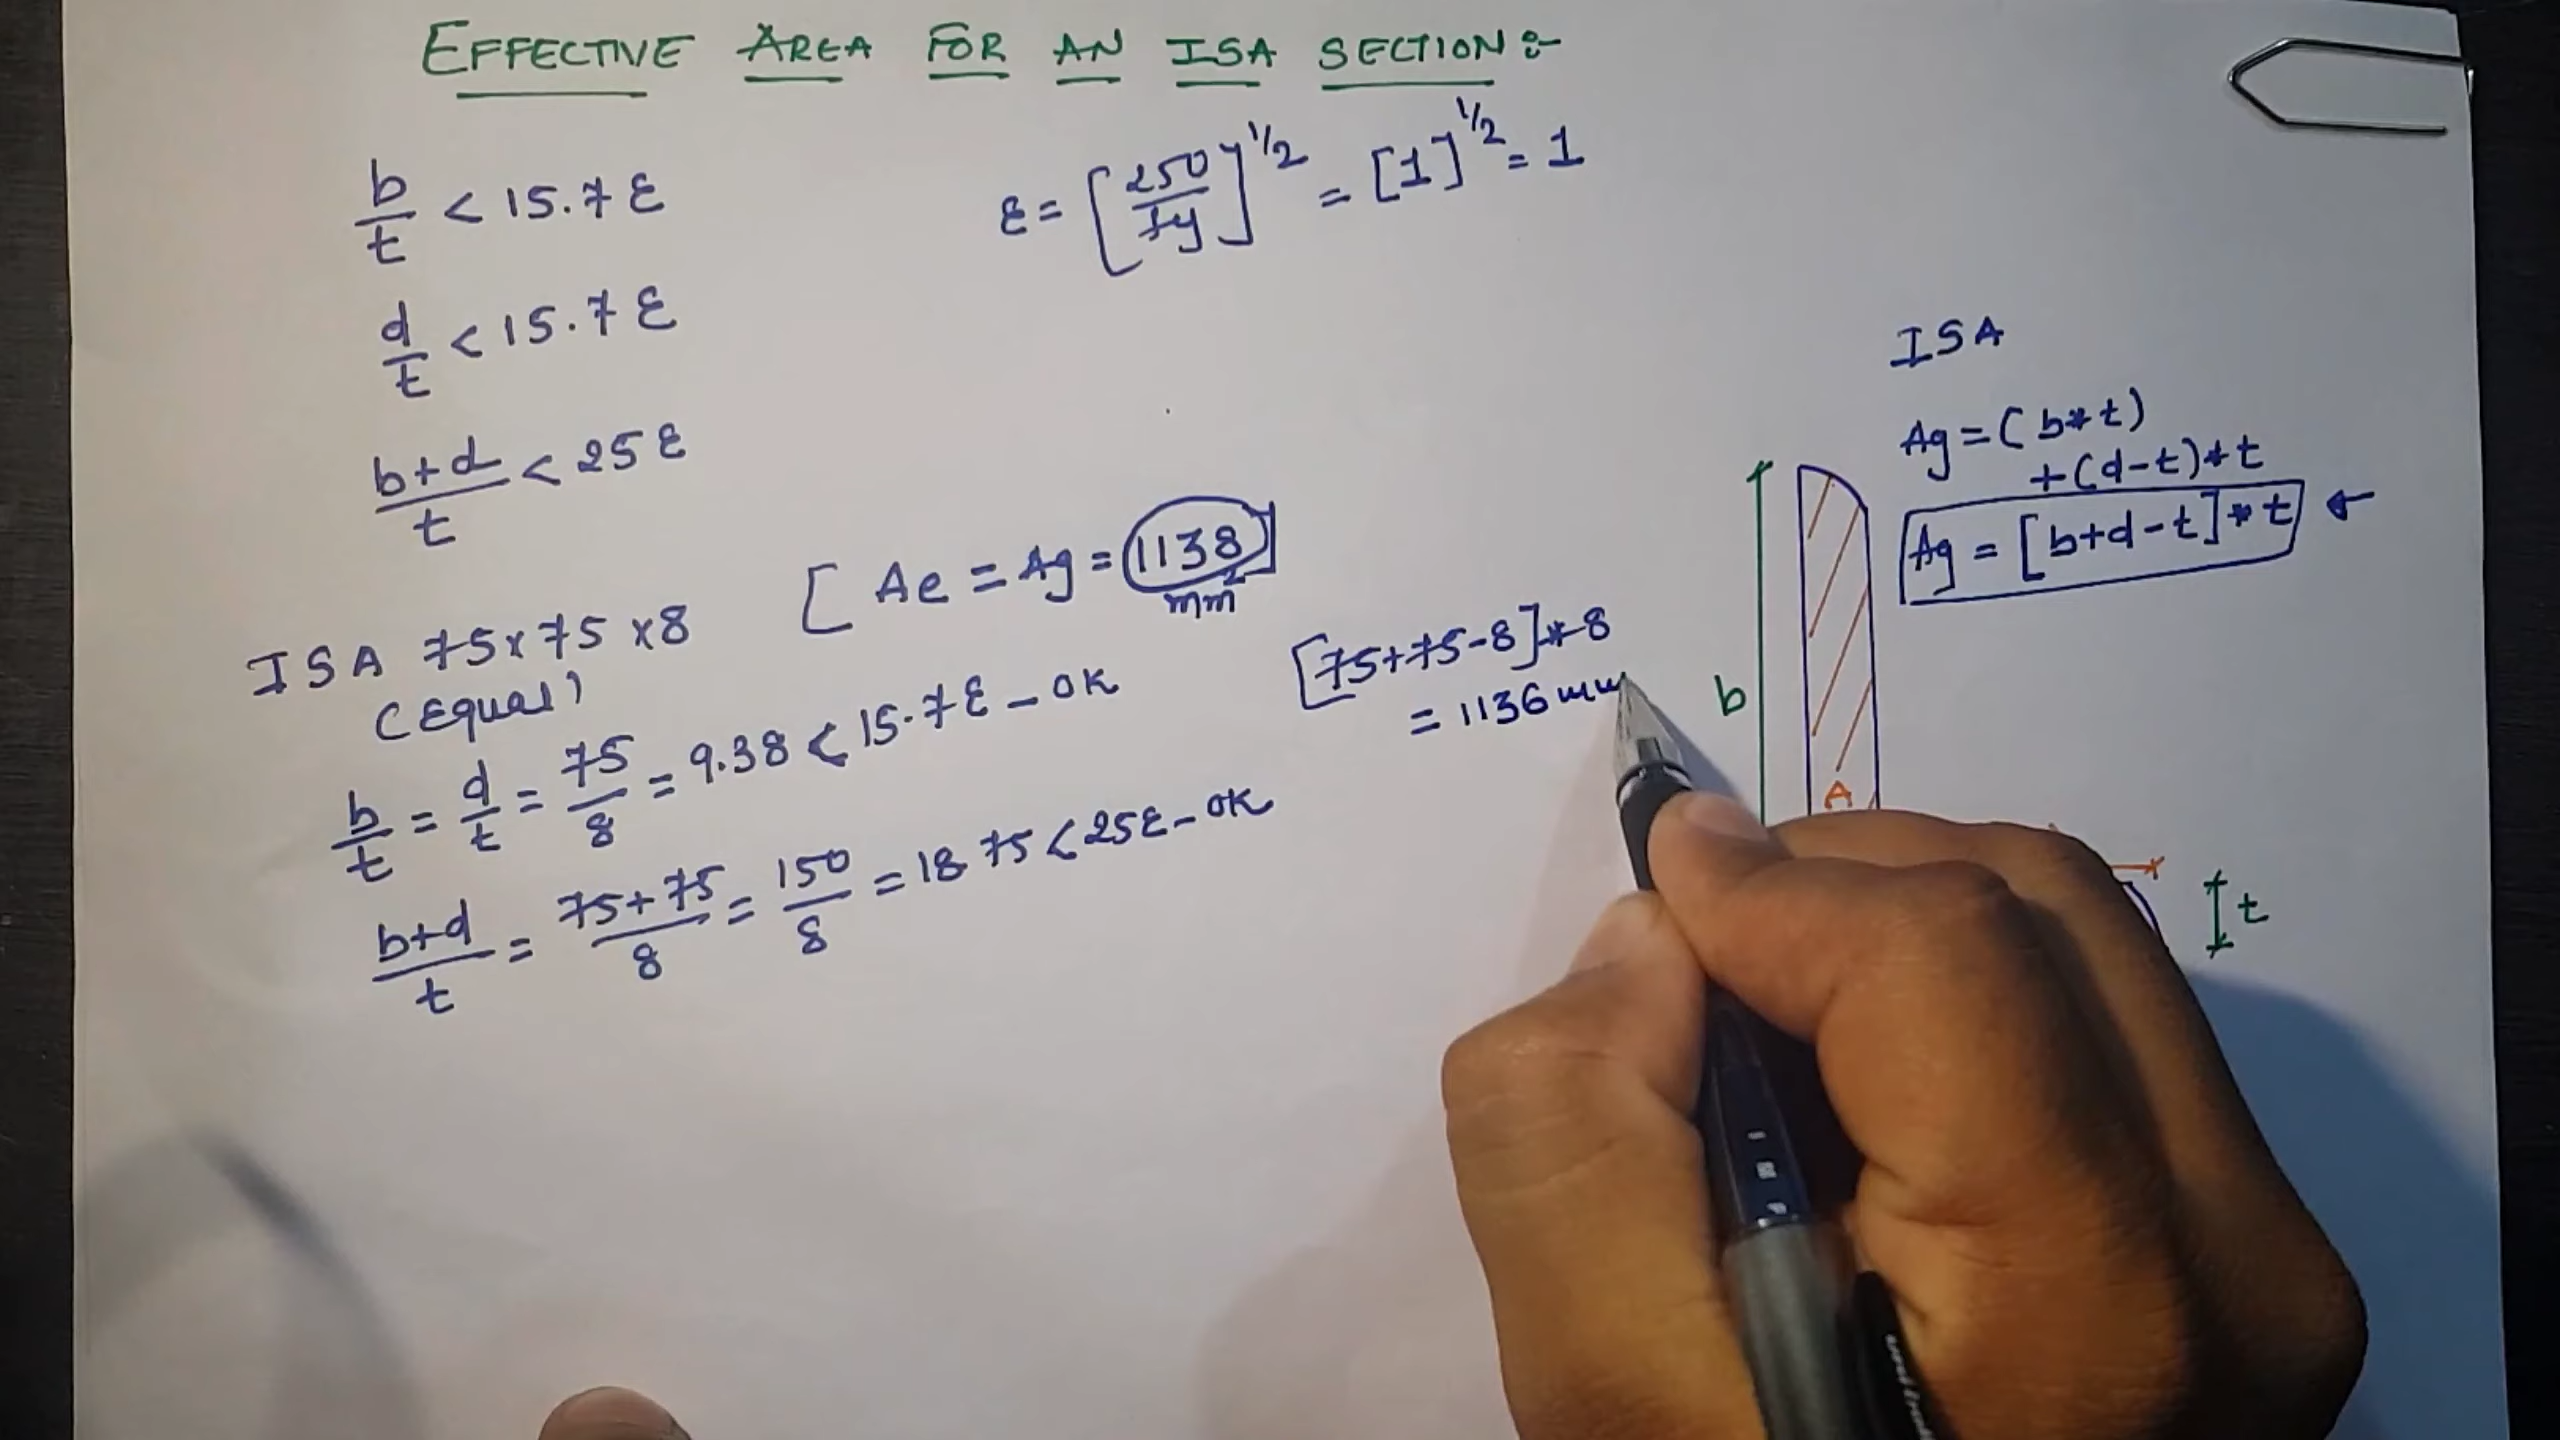 EFFECTIVE AREA FOR AN ISA SECTION:-
b/t < 15.7 ε
ε = [250/fy]^1/2 = [1]^1/2 = 1
d/t < 15.7 ε
b+d/t < 25 ε
ISA
Ag = (b*t)
+ (d-t)*t
Ag = [b+d-t]*t ←
[ Ae = Ag = 1138]
mm²
ISA 75x75x8
(Equal)
[75+75-8]*8
= 1136 mm
b/t = d/t = 75/8 = 9.38 < 15.7 ε - OK
b+d/t = 75+75/8 = 150/8 = 18 75 < 25 ε - OK
b
A
t